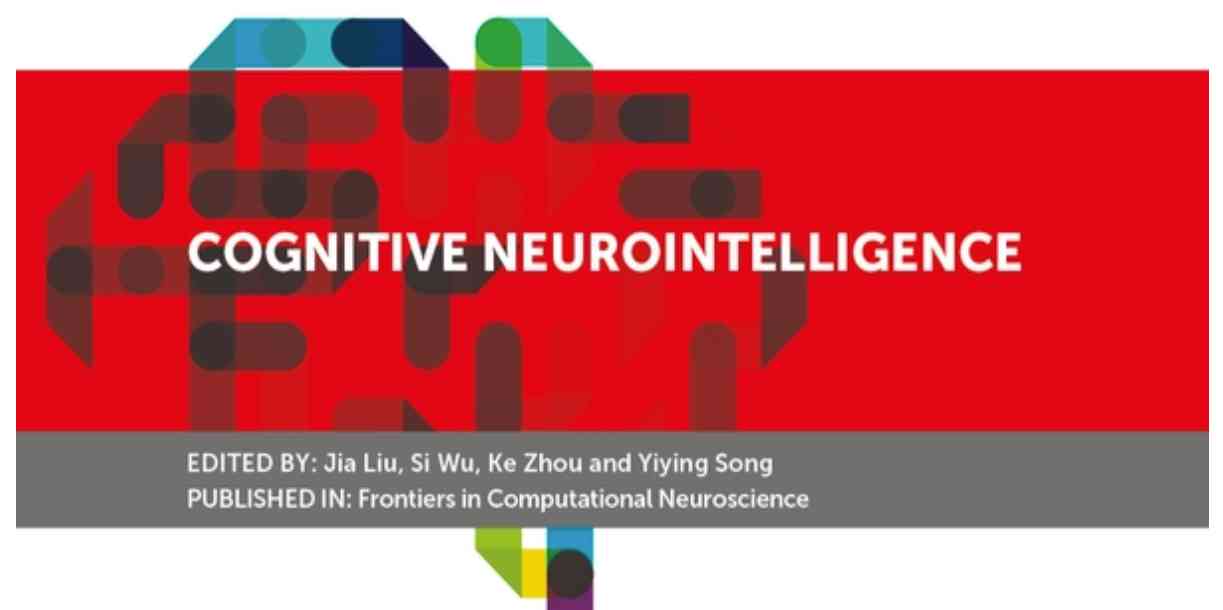 COGNITIVE NEUROINTELLIGENCE
EDITED BY: Jia Liu, Si Wu, Ke Zhou and Yiying Song
PUBLISHED IN: Frontiers in Computational Neuroscience